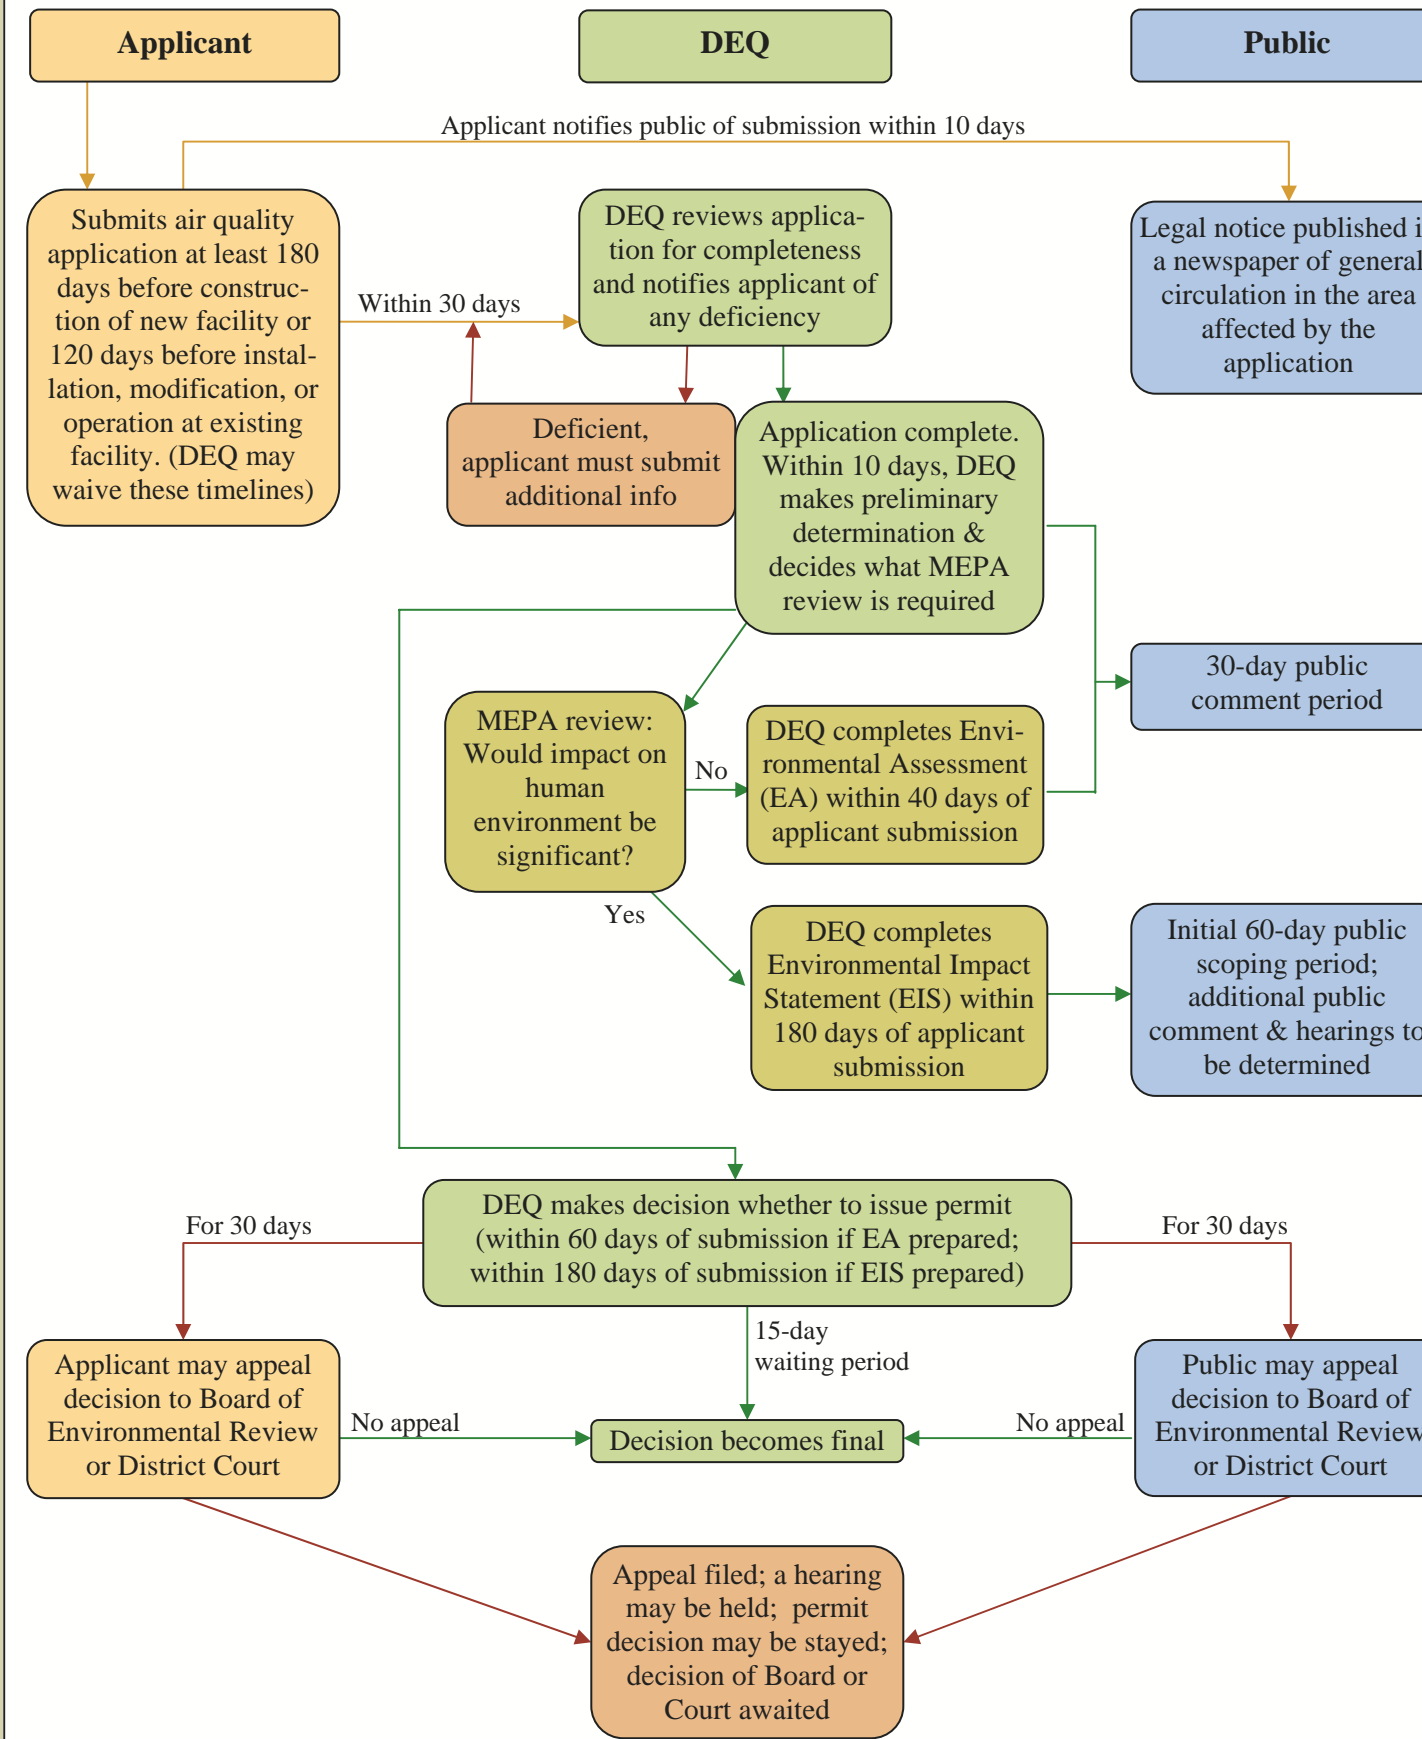 Applicant
DEQ
Public
Applicant notifies public of submission within 10 days
Submits air quality
application at least 180
days before construc-
tion of new facility or
120 days before instal-
lation, modification, or
operation at existing
facility. (DEQ may
waive these timelines)
Within 30 days
DEQ reviews applica-
tion for completeness
and notifies applicant of
any deficiency
Legal notice published
a newspaper of general
circulation in the area
affected by the
application
Deficient,
applicant must submit
additional info
Application complete.
Within 10 days, DEQ
makes preliminary
determination &
decides what MEPA
review is required
30-day public
comment period
MEPA review:
Would impact on
human
environment be
significant?
No
DEQ completes Envi-
ronmental Assessment
(EA) within 40 days of
applicant submission
Yes
DEQ completes
Environmental Impact
Statement (EIS) within
180 days of applicant
submission
Initial 60-day public
scoping period;
additional public
comment & hearings to
be determined
DEQ makes decision whether to issue permit
(within 60 days of submission if EA prepared;
within 180 days of submission if EIS prepared)
For 30 days
For 30 days
15-day
waiting period
Applicant may appeal
decision to Board of
Environmental Review
or District Court
No appeal
Decision becomes final
No appeal
Public may appeal
decision to Board of
Environmental Review
or District Court
Appeal filed; a hearing
may be held; permit
decision may be stayed;
decision of Board or
Court awaited